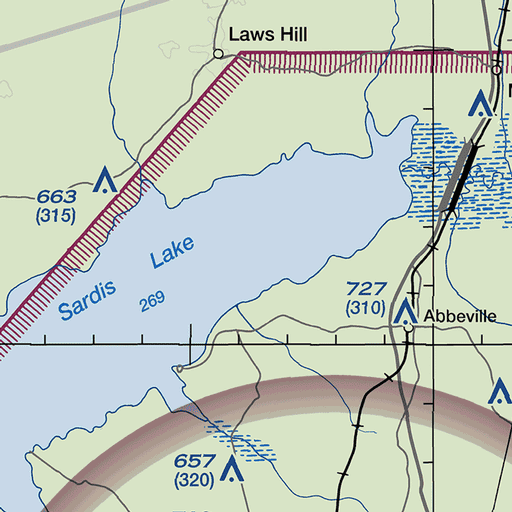 Laws Hill
663
(315)
Sardis Lake
269
727
(310)
Abbeville
657
(320)